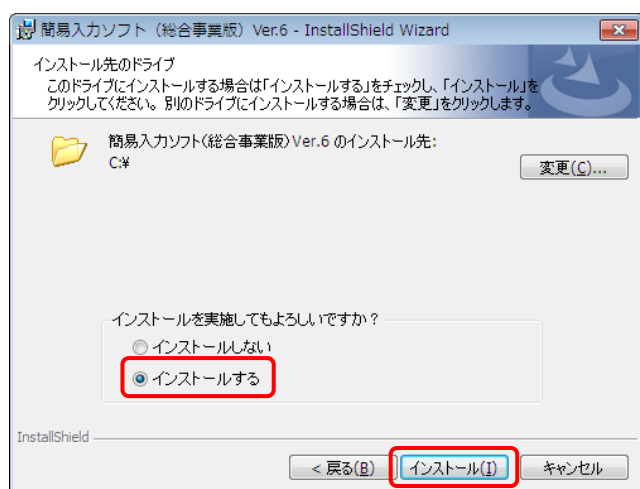 簡易入力ソフト（総合事業版）Ver.6 - InstallShield Wizard
インストール先のドライブ
このドライブにインストールする場合は「インストールする」をチェックし、「インストール」を
クリックしてください。別のドライブにインストールする場合は、「変更」をクリックします。
簡易入力ソフト(総合事業版)Ver.6 のインストール先:
C:¥
変更(C)...
インストールを実施してもよろしいですか？
インストールしない
インストールする
InstallShield
< 戻る(B)
インストール(I)
キャンセル